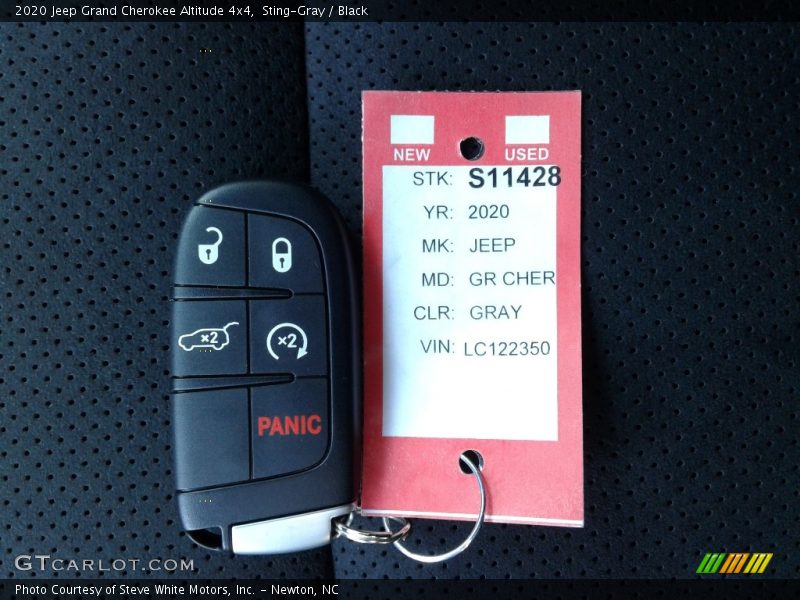 2020 Jeep Grand Cherokee Altitude 4x4,  Sting-Gray / Black
NEW USED
STK: S11428
YR: 2020
MK: JEEP
MD: GR CHER
CLR: GRAY
VIN: LC122350
×2 ×2
PANIC
GTCARLOT.COM
Photo Courtesy of Steve White Motors, Inc. - Newton, NC